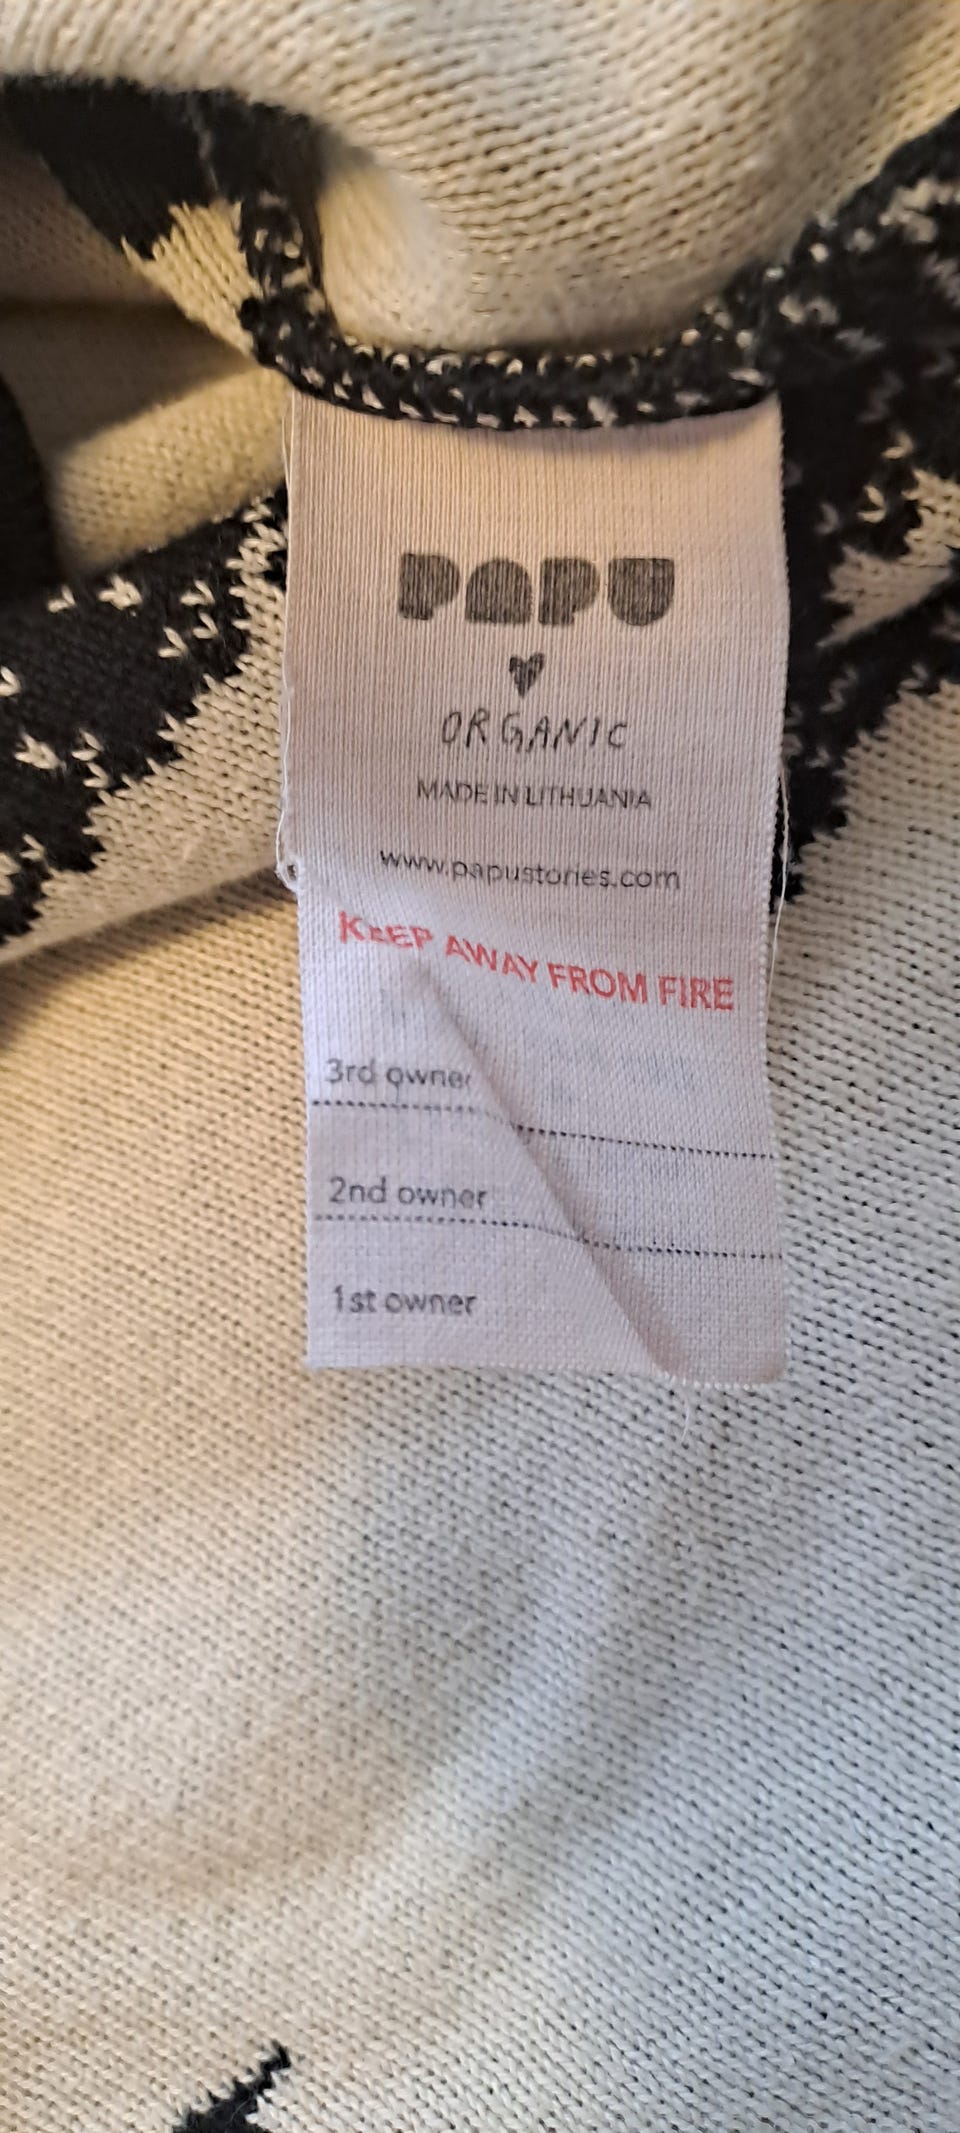 PAPU
ORGANIC
MADE IN LITHUANIA
www.papustories.com
KEEP AWAY FROM FIRE
3rd owner
2nd owner
1st owner